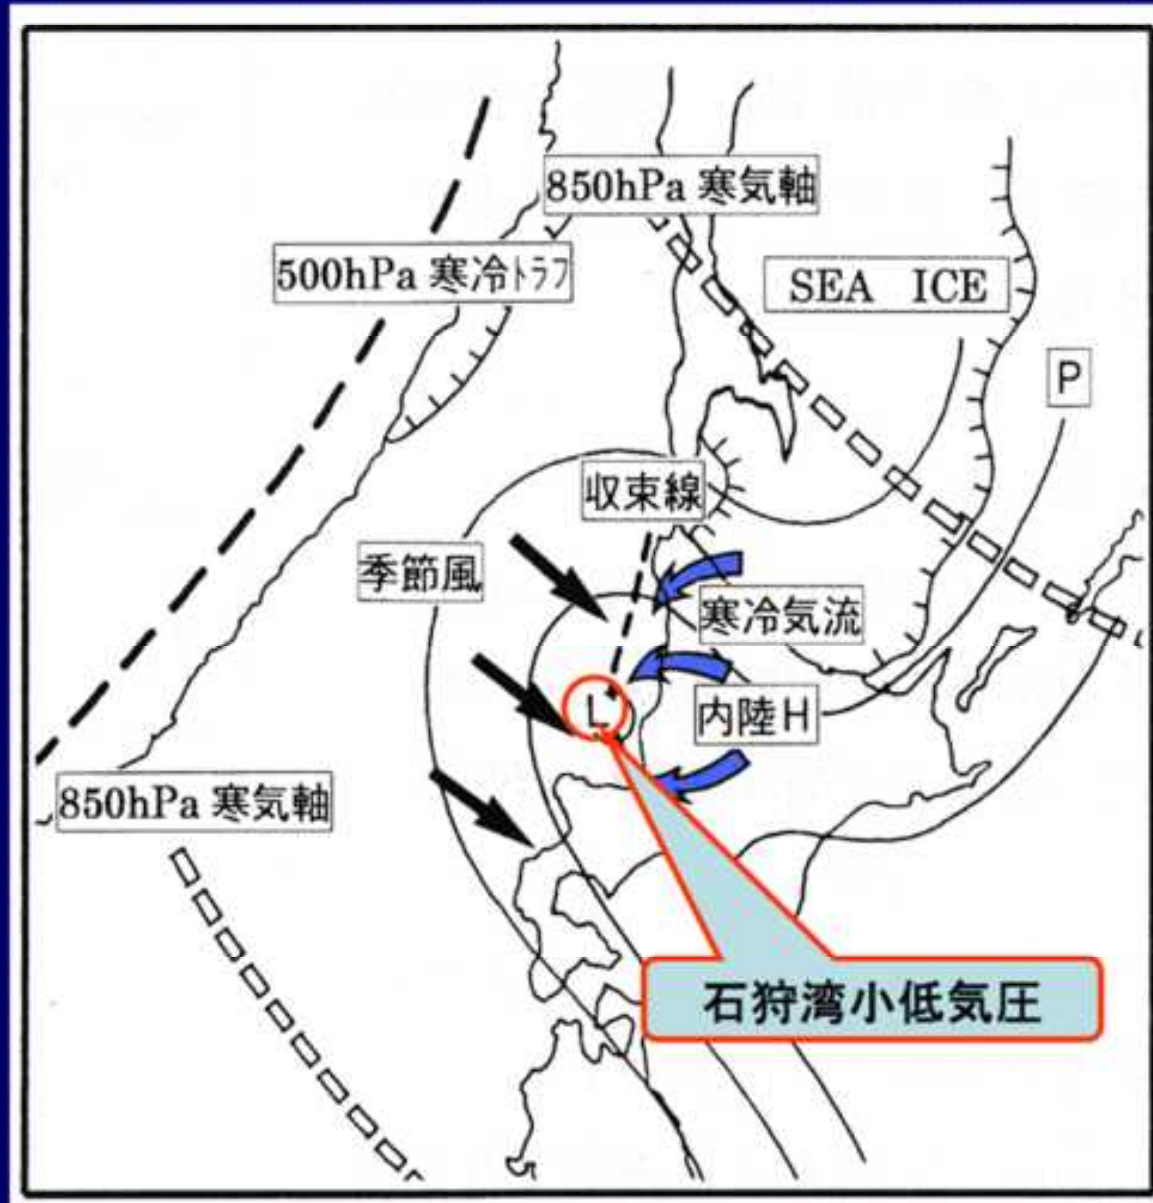 850hPa 寒気軸
500hPa 寒冷トラフ
SEA ICE
P
収束線
季節風
寒冷気流
L
内陸H
850hPa 寒気軸
石狩湾小低気圧